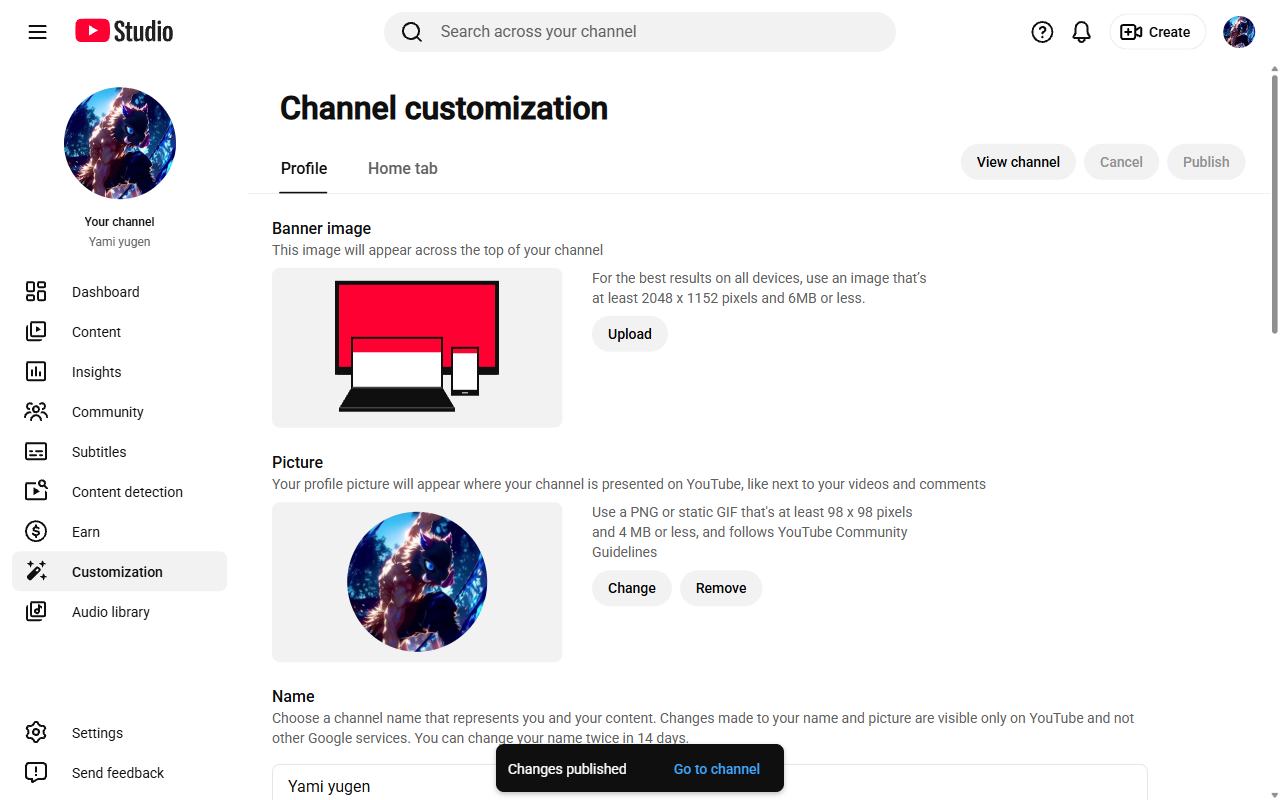 Studio
Search across your channel
Create
Your channel
Yami yugen
Dashboard
Content
Insights
Community
Subtitles
Content detection
Earn
Customization
Audio library
Settings
Send feedback
Channel customization
Profile
Home tab
View channel
Cancel
Publish
Banner image
This image will appear across the top of your channel
For the best results on all devices, use an image that’s
at least 2048 x 1152 pixels and 6MB or less.
Upload
Picture
Your profile picture will appear where your channel is presented on YouTube, like next to your videos and comments
Use a PNG or static GIF that's at least 98 x 98 pixels
and 4 MB or less, and follows YouTube Community
Guidelines
Change
Remove
Name
Choose a channel name that represents you and your content. Changes made to your name and picture are visible only on YouTube and not
other Google services. You can change your name twice in 14 days.
Yami yugen
Changes published
Go to channel